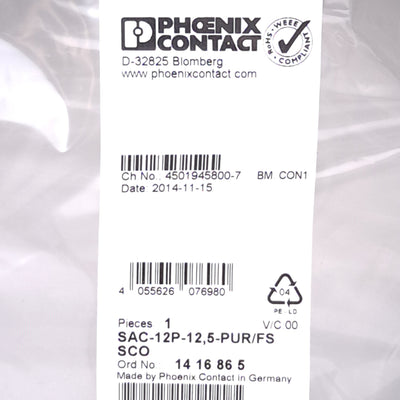 PHOENIX
CONTACT
RoHS WEEE COMPLIANT
D-32825 Blomberg
www.phoenixcontact.com
Ch No.: 4501945800-7 BM CON1
Date: 2014-11-15
4 055626 076980
04
PE-LD
Pieces 1 V/C 00
SAC-12P-12,5-PUR/FS
SCO
Ord No 14 16 86 5
Made by Phoenix Contact in Germany